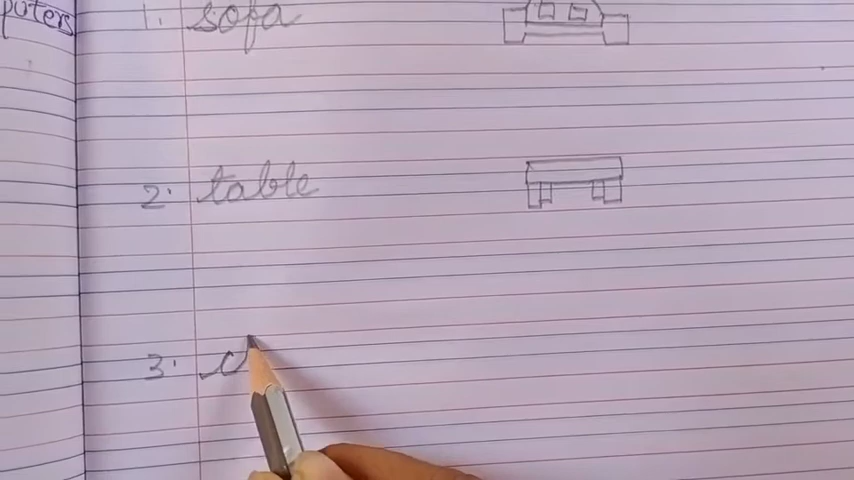 puters
1. sofa
2. table
3. c